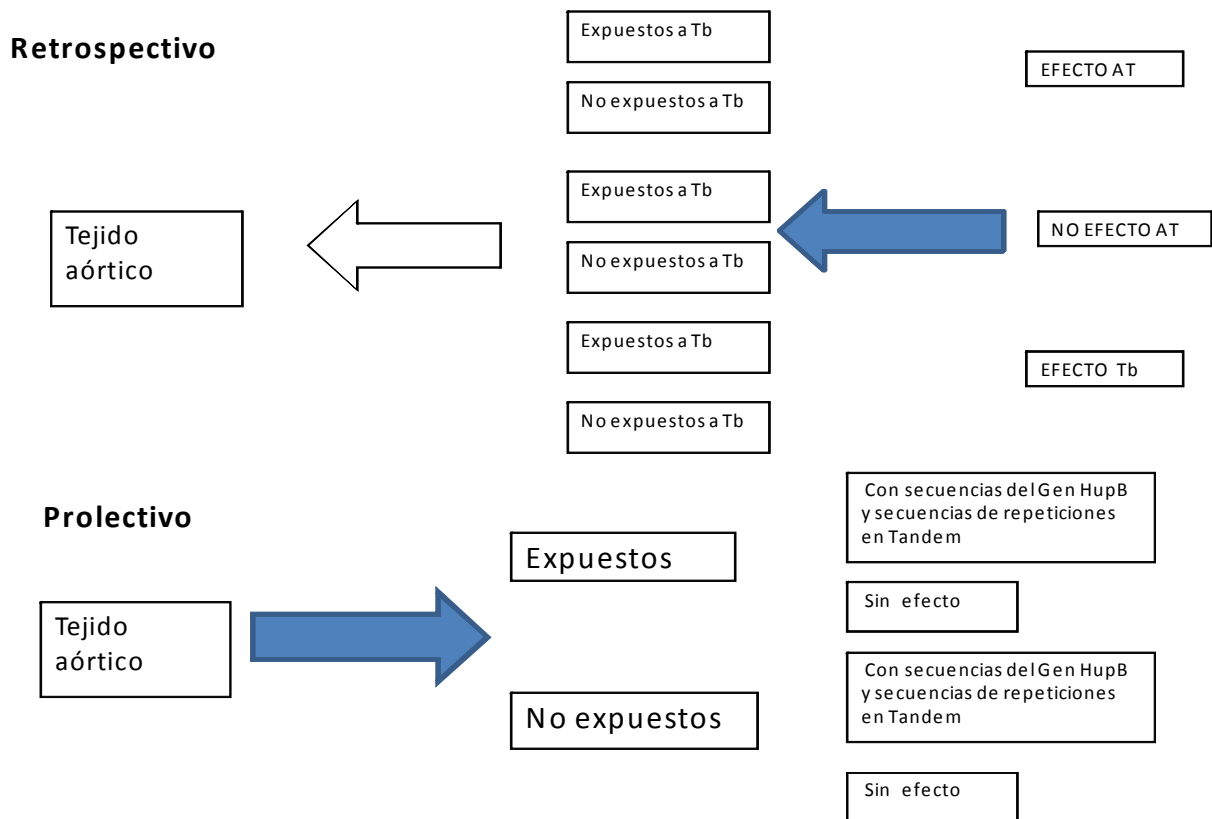 Retrospectivo
Expuestos a Tb
EFECTO AT
No expuestos a Tb
Expuestos a Tb
Tejido
aórtico
NO EFECTO AT
No expuestos a Tb
Expuestos a Tb
EFECTO Tb
No expuestos a Tb
Prolectivo
Con secuencias del Gen HupB
y secuencias de repeticiones
en Tandem
Expuestos
Sin efecto
Tejido
aórtico
Con secuencias del Gen HupB
y secuencias de repeticiones
en Tandem
No expuestos
Sin efecto